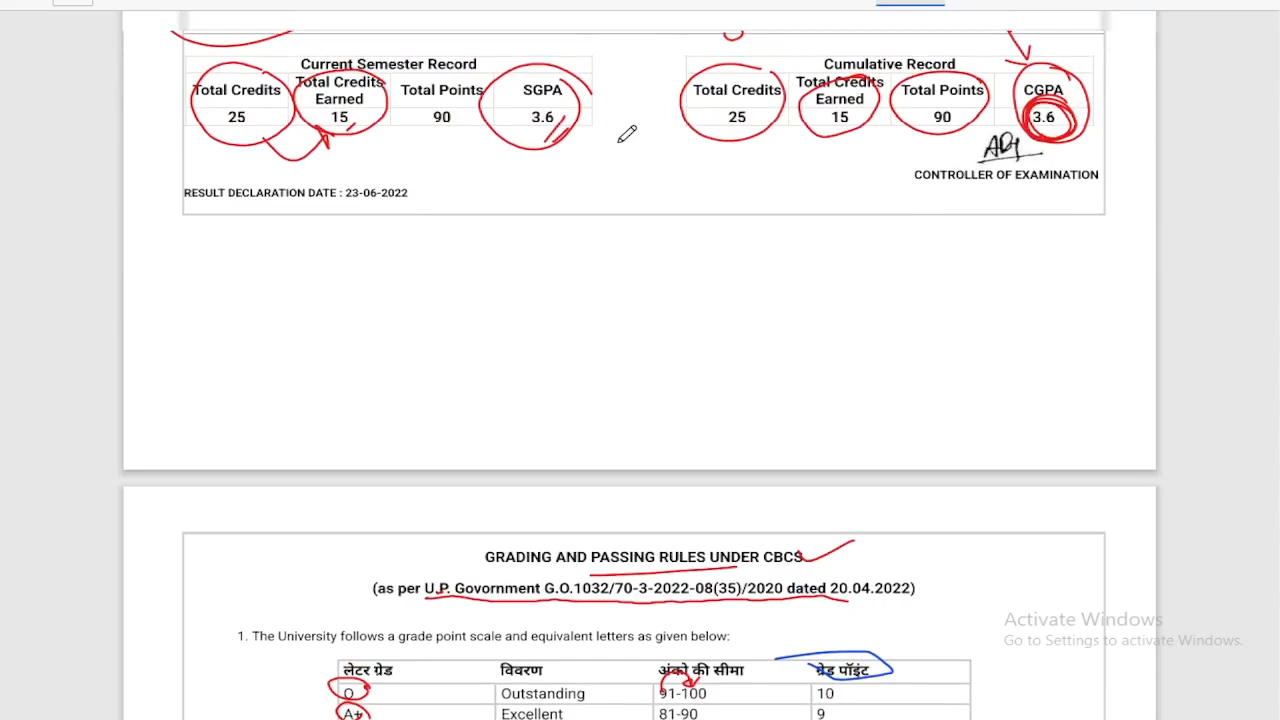 Current Semester Record
Total Credits Total Credits Earned Total Points SGPA
25 15 90 3.6
Cumulative Record
Total Credits Total Credits Earned Total Points CGPA
25 15 90 3.6
CONTROLLER OF EXAMINATION
RESULT DECLARATION DATE : 23-06-2022
GRADING AND PASSING RULES UNDER CBCS
(as per U.P. Govornment G.O.1032/70-3-2022-08(35)/2020 dated 20.04.2022)
1. The University follows a grade point scale and equivalent letters as given below:
लेटर ग्रेड विवरण अंको की सीमा ग्रेड पॉइंट
O Outstanding 91-100 10
A+ Excellent 81-90 9
Activate Windows
Go to Settings to activate Windows.